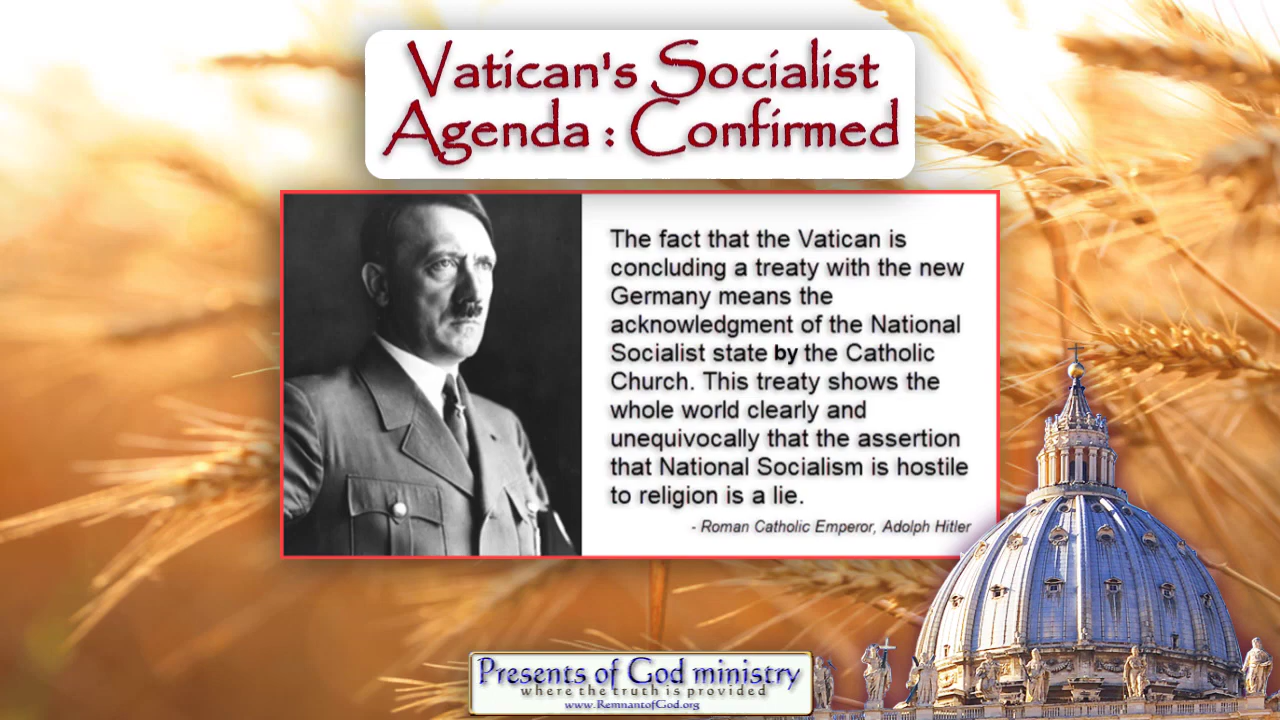 Vatican's Socialist
Agenda : Confirmed
The fact that the Vatican is
concluding a treaty with the new
Germany means the
acknowledgment of the National
Socialist state by the Catholic
Church. This treaty shows the
whole world clearly and
unequivocally that the assertion
that National Socialism is hostile
to religion is a lie.
- Roman Catholic Emperor, Adolph Hitler
Presents of God ministry
where the truth is provided
www.RemnantofGod.org